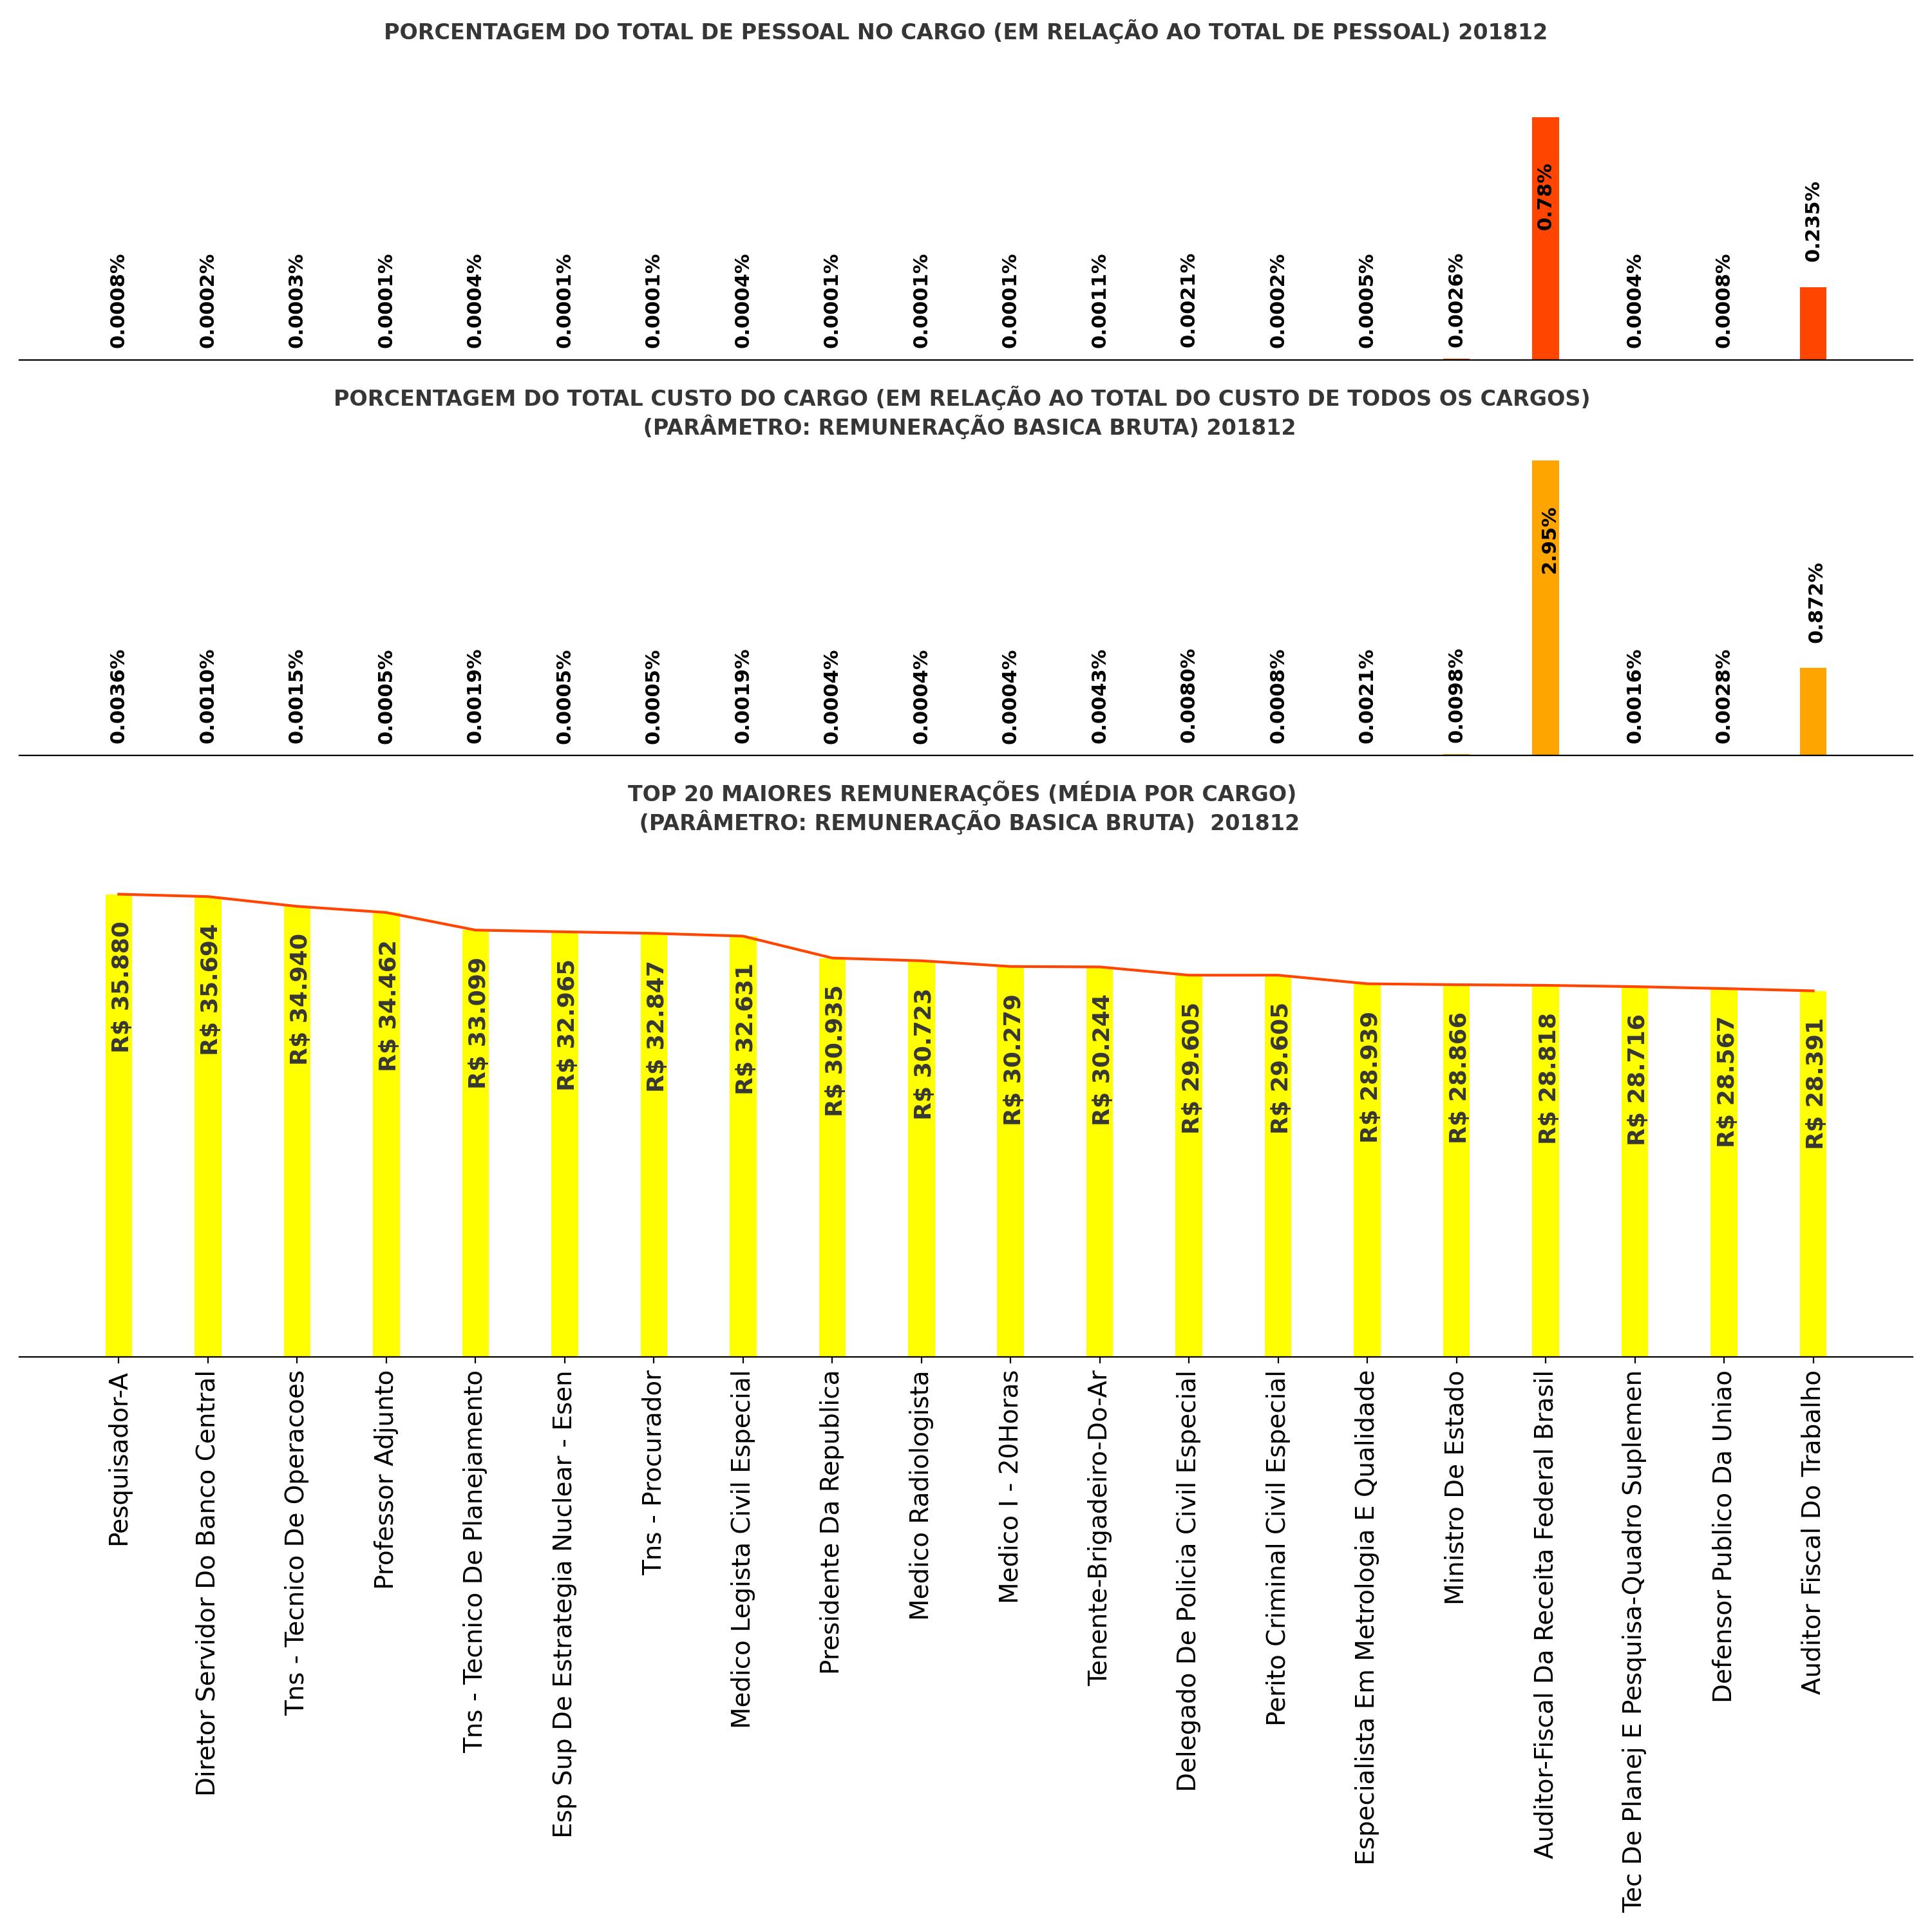 PORCENTAGEM DO TOTAL DE PESSOAL NO CARGO (EM RELAÇÃO AO TOTAL DE PESSOAL) 201812
0.0008%
0.0002%
0.0003%
0.0001%
0.0004%
0.0001%
0.0001%
0.0004%
0.0001%
0.0001%
0.0001%
0.0011%
0.0021%
0.0002%
0.0005%
0.0026%
0.78%
0.0004%
0.0008%
0.235%
PORCENTAGEM DO TOTAL CUSTO DO CARGO (EM RELAÇÃO AO TOTAL DO CUSTO DE TODOS OS CARGOS)
(PARÂMETRO: REMUNERAÇÃO BASICA BRUTA) 201812
0.0036%
0.0010%
0.0015%
0.0005%
0.0019%
0.0005%
0.0005%
0.0019%
0.0004%
0.0004%
0.0004%
0.0043%
0.0080%
0.0008%
0.0021%
0.0098%
2.95%
0.0016%
0.0028%
0.872%
TOP 20 MAIORES REMUNERAÇÕES (MÉDIA POR CARGO)
(PARÂMETRO: REMUNERAÇÃO BASICA BRUTA) 201812
R$ 35.880
R$ 35.694
R$ 34.940
R$ 34.462
R$ 33.099
R$ 32.965
R$ 32.847
R$ 32.631
R$ 30.935
R$ 30.723
R$ 30.279
R$ 30.244
R$ 29.605
R$ 29.605
R$ 28.939
R$ 28.866
R$ 28.818
R$ 28.716
R$ 28.567
R$ 28.391
Pesquisador-A
Diretor Servidor Do Banco Central
Tns - Tecnico De Operacoes
Professor Adjunto
Tns - Tecnico De Planejamento
Esp Sup De Estrategia Nuclear - Esen
Tns - Procurador
Medico Legista Civil Especial
Presidente Da Republica
Medico Radiologista
Medico I - 20Horas
Tenente-Brigadeiro-Do-Ar
Delegado De Policia Civil Especial
Perito Criminal Civil Especial
Especialista Em Metrologia E Qualidade
Ministro De Estado
Auditor-Fiscal Da Receita Federal Brasil
Tec De Planej E Pesquisa-Quadro Suplemen
Defensor Publico Da Uniao
Auditor Fiscal Do Trabalho